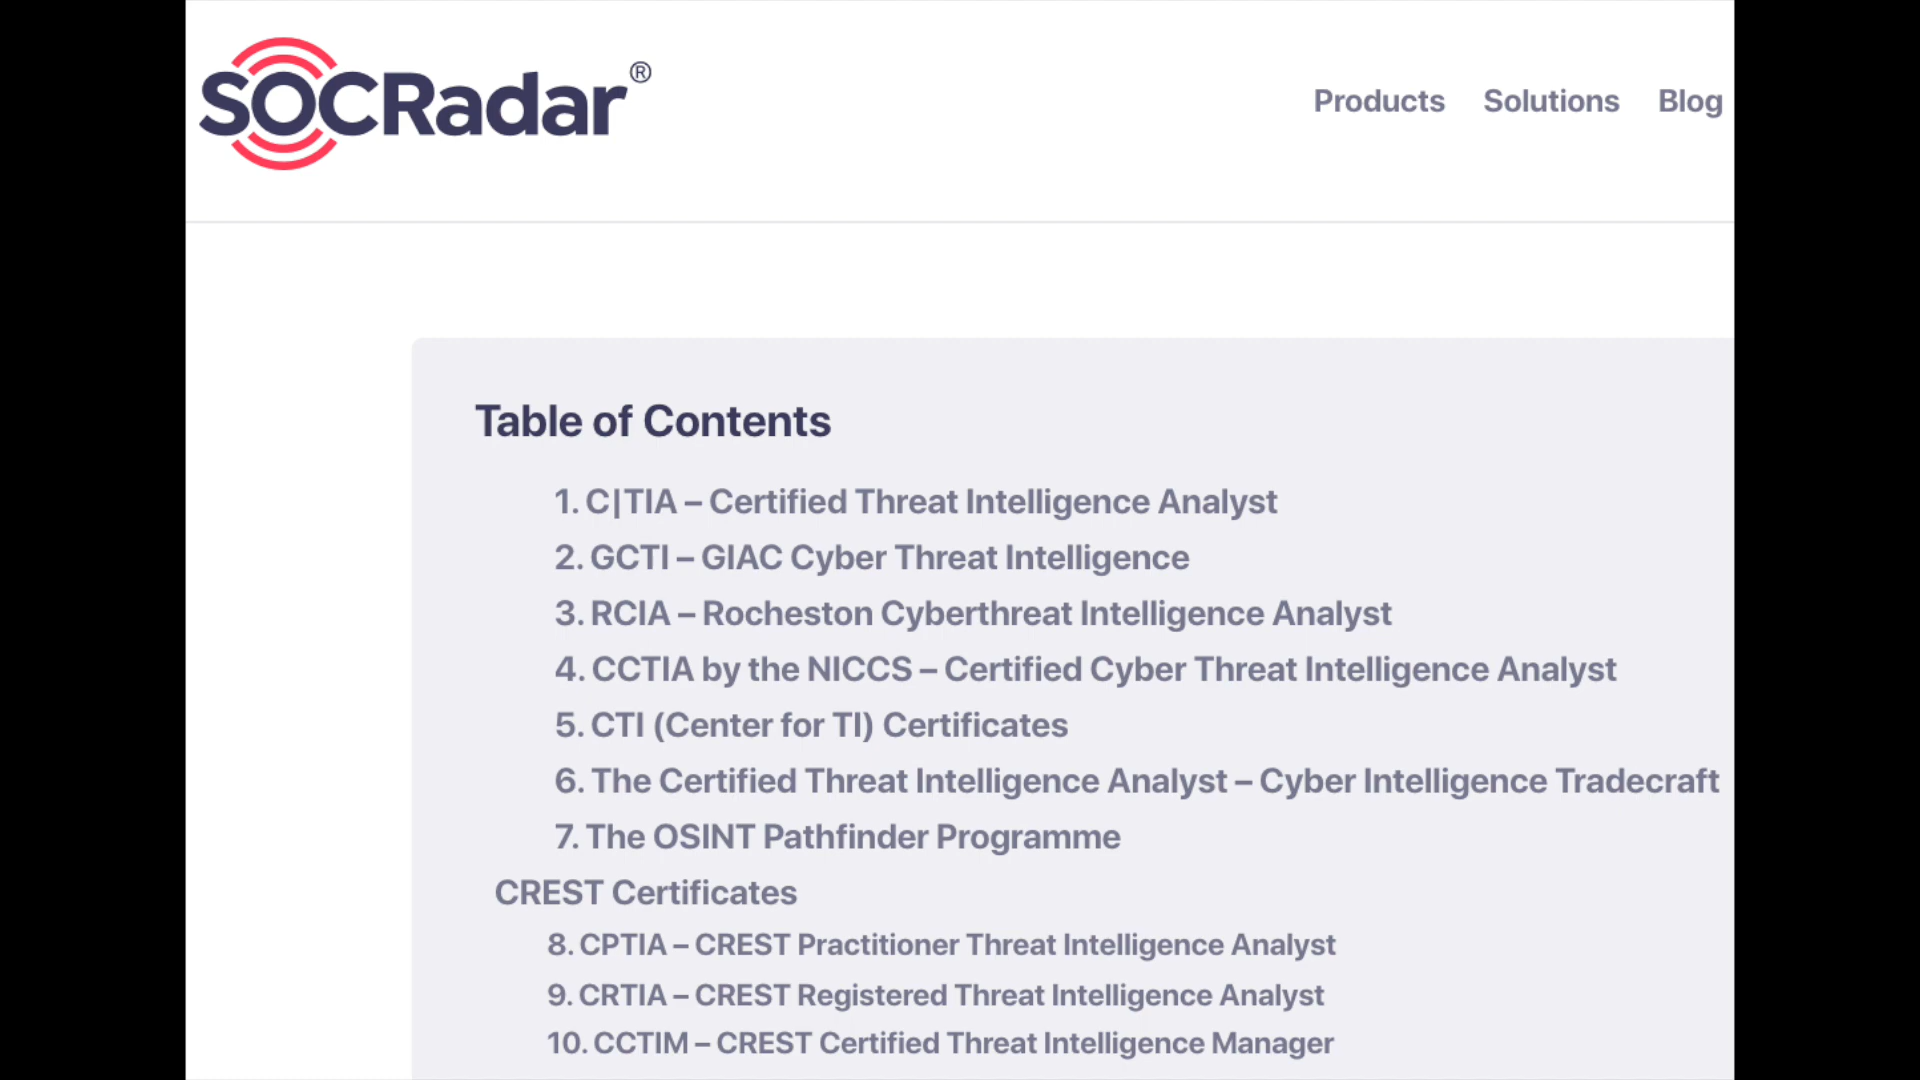 SOCRadar®
Products Solutions Blog
Table of Contents
1. C|TIA – Certified Threat Intelligence Analyst
2. GCTI – GIAC Cyber Threat Intelligence
3. RCIA – Rocheston Cyberthreat Intelligence Analyst
4. CCTIA by the NICCS – Certified Cyber Threat Intelligence Analyst
5. CTI (Center for TI) Certificates
6. The Certified Threat Intelligence Analyst – Cyber Intelligence Tradecraft
7. The OSINT Pathfinder Programme
CREST Certificates
8. CPTIA – CREST Practitioner Threat Intelligence Analyst
9. CRTIA – CREST Registered Threat Intelligence Analyst
10. CCTIM – CREST Certified Threat Intelligence Manager